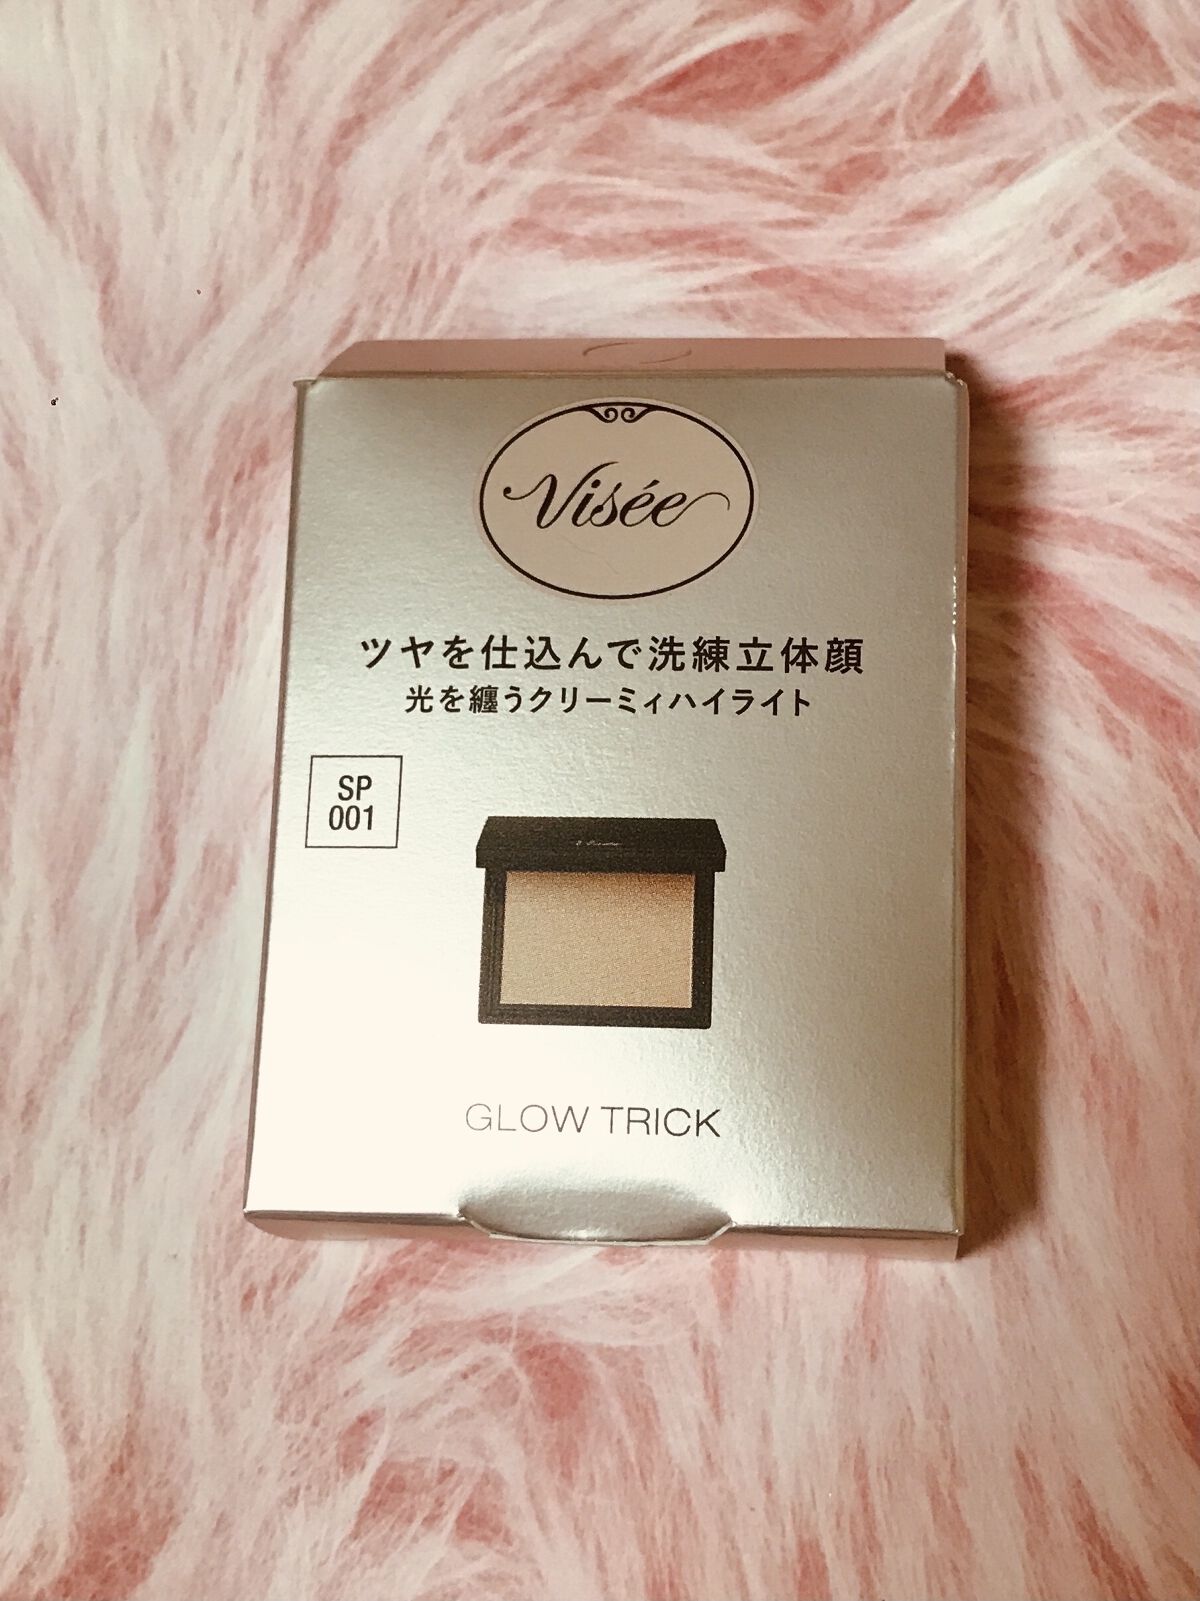 Visée
ツヤを仕込んで洗練立体顔
光を纏うクリーミィハイライト
SP
001
GLOW TRICK